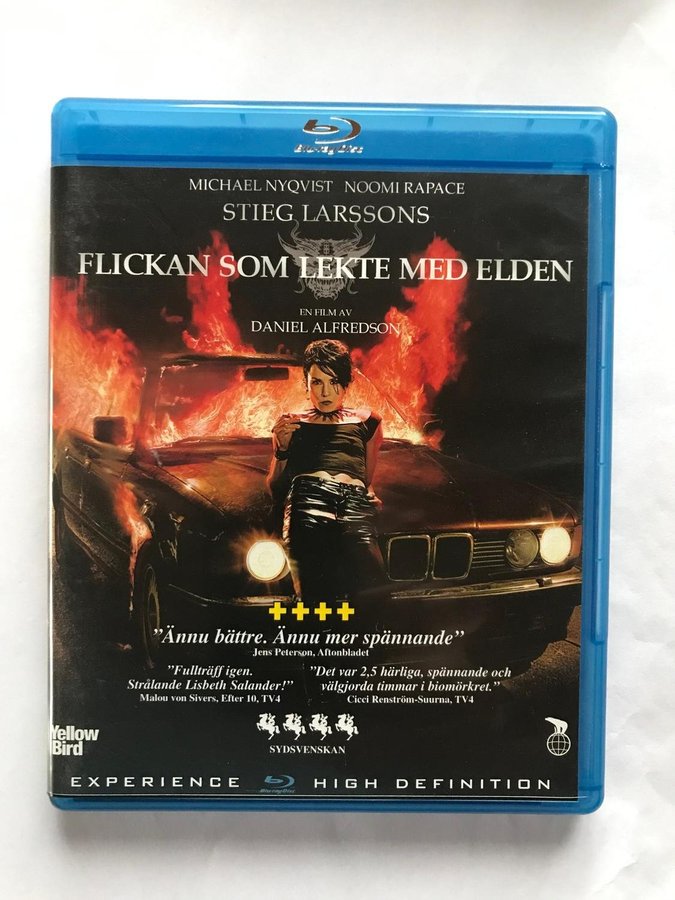 Blu-ray Disc
MICHAEL NYQVIST NOOMI RAPACE
STIEG LARSSONS
FLICKAN SOM LEKTE MED ELDEN
EN FILM AV
DANIEL ALFREDSON
++++
”Ännu bättre. Ännu mer spännande”
Jens Peterson, Aftonbladet
”Fullträff igen.
Strålande Lisbeth Salander!”
Malou von Sivers, Efter 10, TV4
”Det var 2,5 härliga, spännande och
välgjorda timmar i biomörkret.”
Cicci Renström-Suurna, TV4
SYDSVENSKAN
Yellow
Bird
EXPERIENCE Blu-ray Disc HIGH DEFINITION